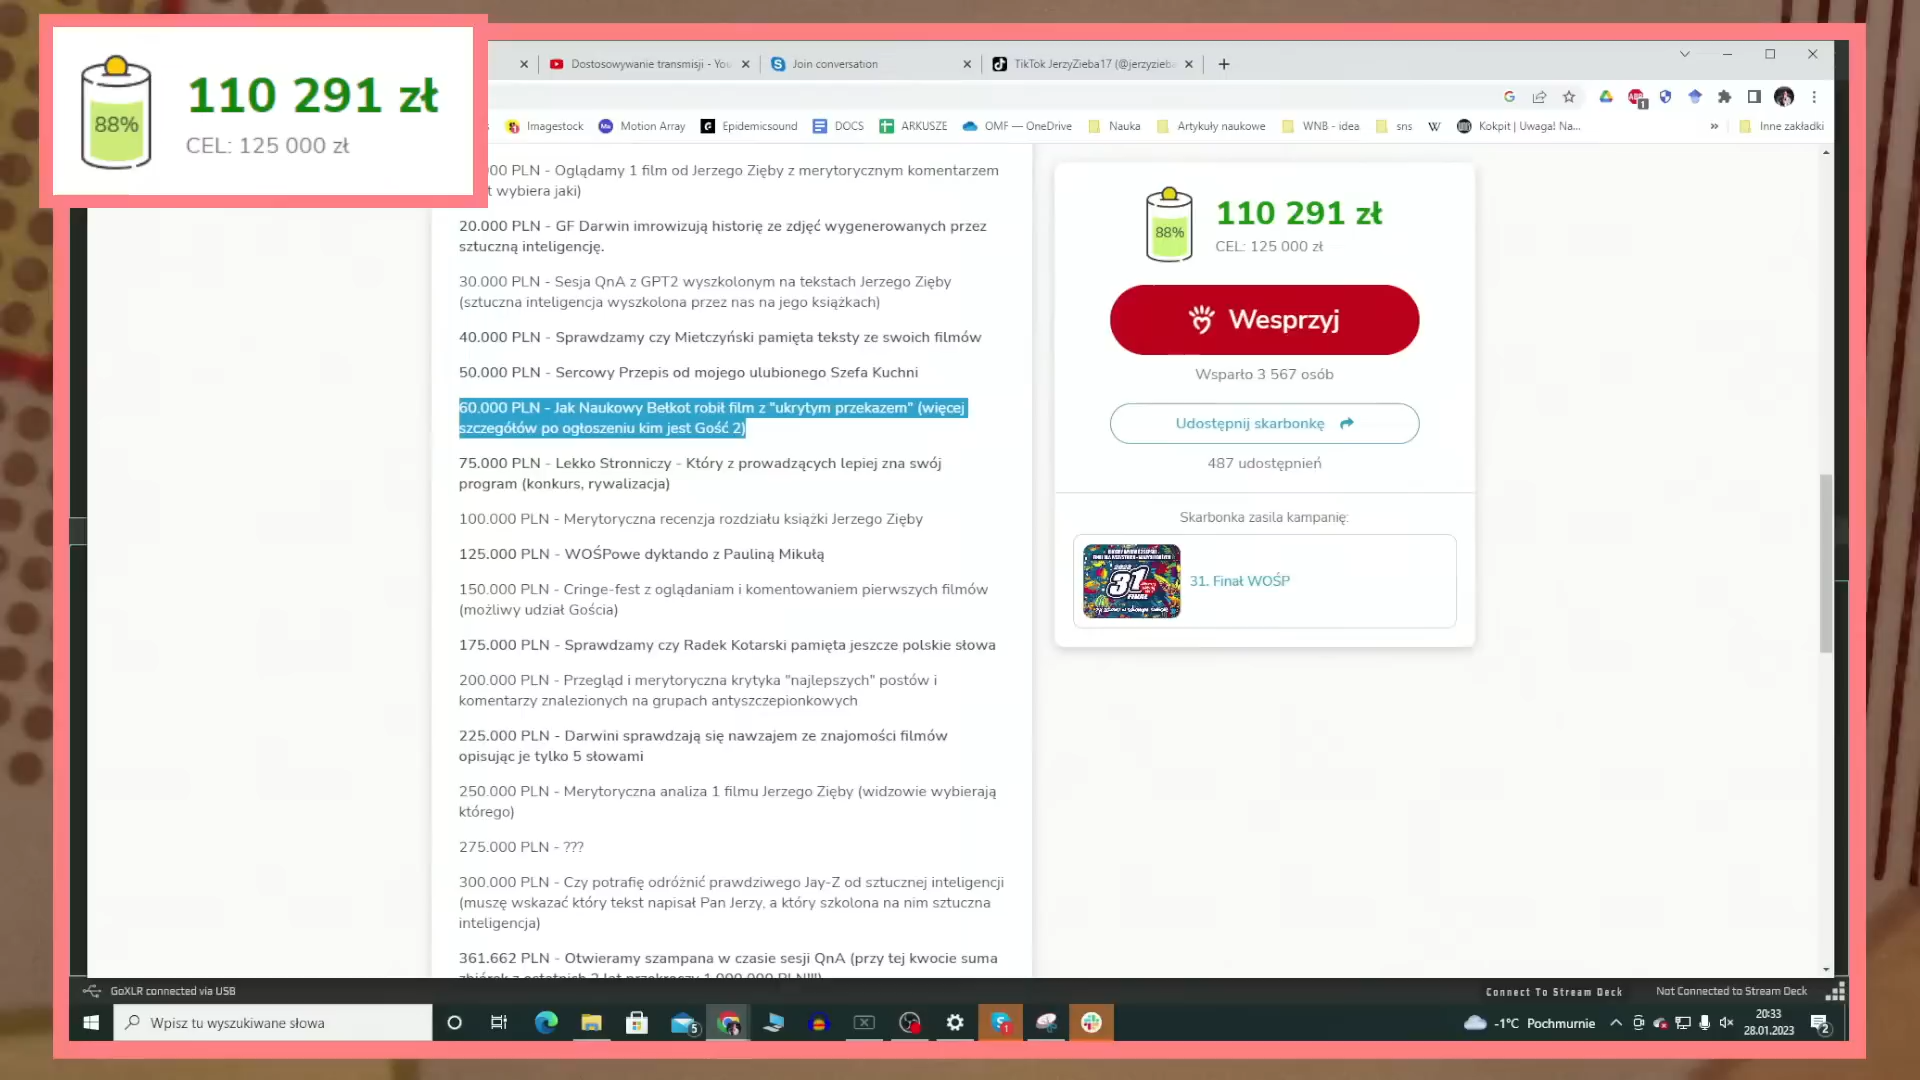 110 291 zł
88%
CEL: 125 000 zł
Dostosowywanie transmisji - You
Join conversation
TikTok JerzyZieba17 (@jerzyzieba
Imagestock
Motion Array
Epidemicsound
DOCS
ARKUSZE
OMF — OneDrive
Nauka
Artykuły naukowe
WNB - idea
sns
Kokpit | Uwaga! Na...
»
Inne zakładki
00 PLN - Oglądamy 1 film od Jerzego Zięby z merytorycznym komentarzem
t wybiera jaki)
20.000 PLN - GF Darwin imrowizują historię ze zdjęć wygenerowanych przez
sztuczną inteligencję.
30.000 PLN - Sesja QnA z GPT2 wyszkolonym na tekstach Jerzego Zięby
(sztuczna inteligencja wyszkolona przez nas na jego książkach)
40.000 PLN - Sprawdzamy czy Mietczyński pamięta teksty ze swoich filmów
50.000 PLN - Sercowy Przepis od mojego ulubionego Szefa Kuchni
60.000 PLN - Jak Naukowy Bełkot robił film z "ukrytym przekazem" (więcej
szczegółów po ogłoszeniu kim jest Gość 2)
75.000 PLN - Lekko Stronniczy - Który z prowadzących lepiej zna swój
program (konkurs, rywalizacja)
100.000 PLN - Merytoryczna recenzja rozdziału książki Jerzego Zięby
125.000 PLN - WOŚPowe dyktando z Pauliną Mikułą
150.000 PLN - Cringe-fest z oglądaniam i komentowaniem pierwszych filmów
(możliwy udział Gościa)
175.000 PLN - Sprawdzamy czy Radek Kotarski pamięta jeszcze polskie słowa
200.000 PLN - Przegląd i merytoryczna krytyka "najlepszych" postów i
komentarzy znalezionych na grupach antyszczepionkowych
225.000 PLN - Darwini sprawdzają się nawzajem ze znajomości filmów
opisując je tylko 5 słowami
250.000 PLN - Merytoryczna analiza 1 filmu Jerzego Zięby (widzowie wybierają
którego)
275.000 PLN - ???
300.000 PLN - Czy potrafię odróżnić prawdziwego Jay-Z od sztucznej inteligencji
(muszę wskazać który tekst napisał Pan Jerzy, a który szkolona na nim sztuczna
inteligencja)
361.662 PLN - Otwieramy szampana w czasie sesji QnA (przy tej kwocie suma
zbiórek z ostatnich 2 lat przekroczy 1 000 000 PLN!!!!)
110 291 zł
88%
CEL: 125 000 zł
Wesprzyj
Wsparło 3 567 osób
Udostępnij skarbonkę
487 udostępnień
Skarbonka zasila kampanię:
31
31. Finał WOŚP
GoXLR connected via USB
Connect To Stream Deck
Not Connected to Stream Deck
Wpisz tu wyszukiwane słowa
5
1
-1°C Pochmurnie
20:33
28.01.2023
2